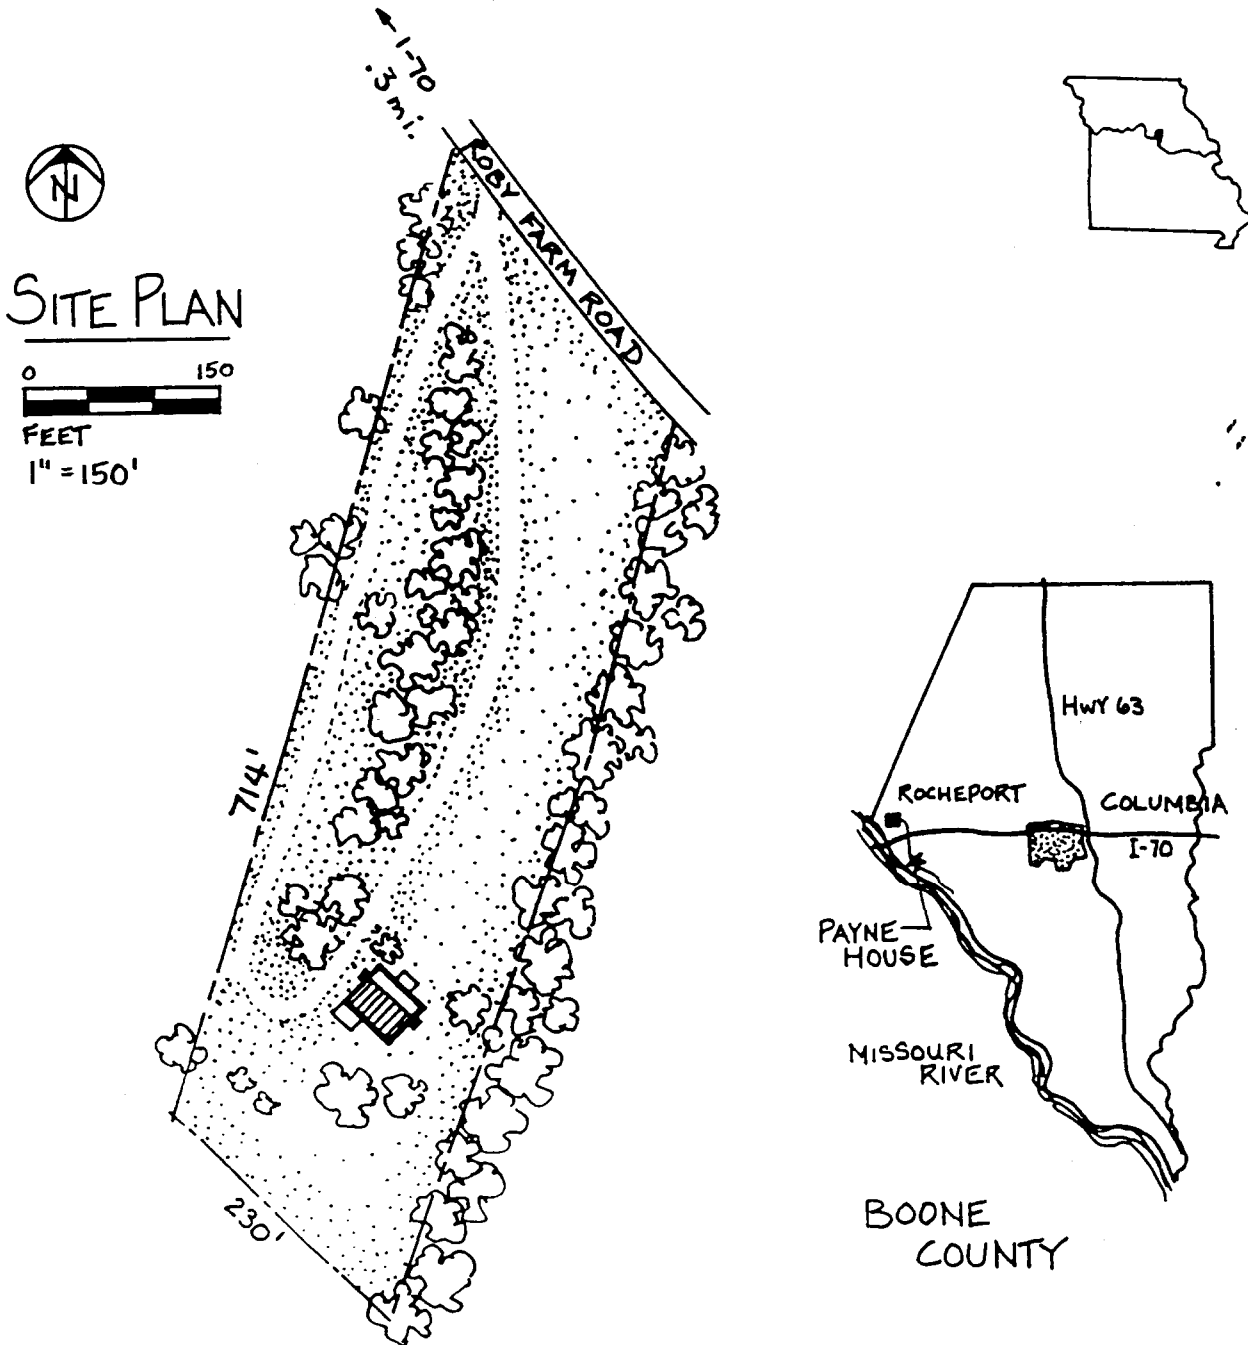 I-70
.3 mi.
N
ROBY FARM ROAD
SITE PLAN
0 150
FEET
1" = 150'
714'
230'
HWY 63
ROCHEPORT
COLUMBIA
I-70
PAYNE
HOUSE
MISSOURI
RIVER
BOONE
COUNTY